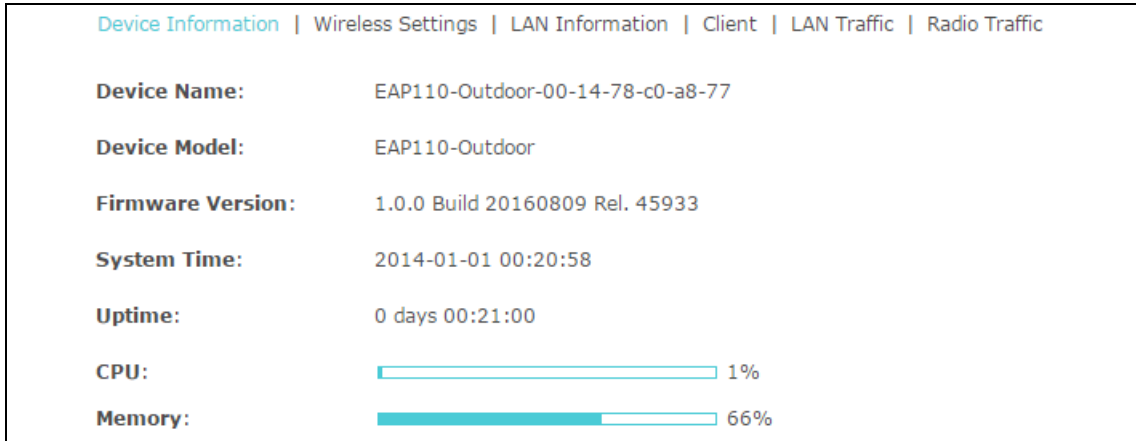 Device Information | Wireless Settings | LAN Information | Client | LAN Traffic | Radio Traffic
Device Name: EAP110-Outdoor-00-14-78-c0-a8-77
Device Model: EAP110-Outdoor
Firmware Version: 1.0.0 Build 20160809 Rel. 45933
System Time: 2014-01-01 00:20:58
Uptime: 0 days 00:21:00
CPU: 1%
Memory: 66%